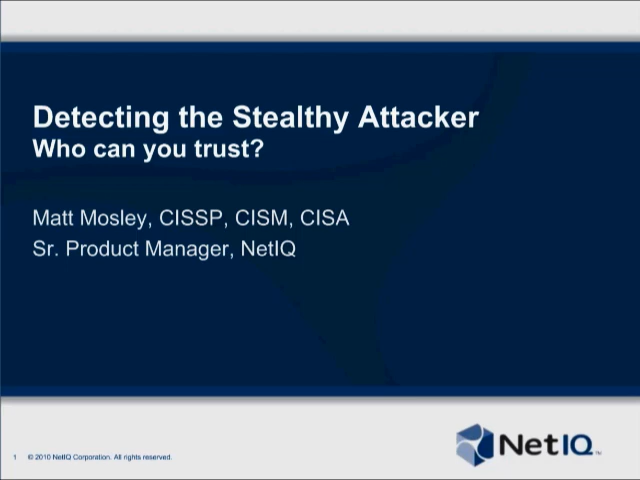 Detecting the Stealthy Attacker
Who can you trust?
Matt Mosley, CISSP, CISM, CISA
Sr. Product Manager, NetIQ
1 © 2010 NetIQ Corporation. All rights reserved.
NetIQ™